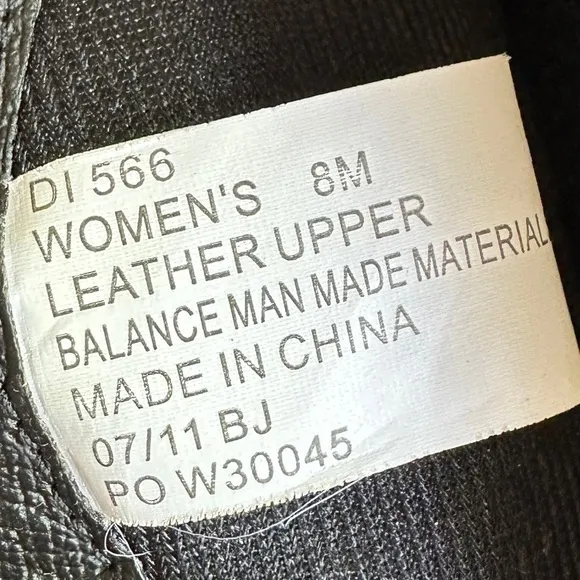 DI 566
WOMEN'S 8M
LEATHER UPPER
BALANCE MAN MADE MATERIAL
MADE IN CHINA
07/11 BJ
PO W30045